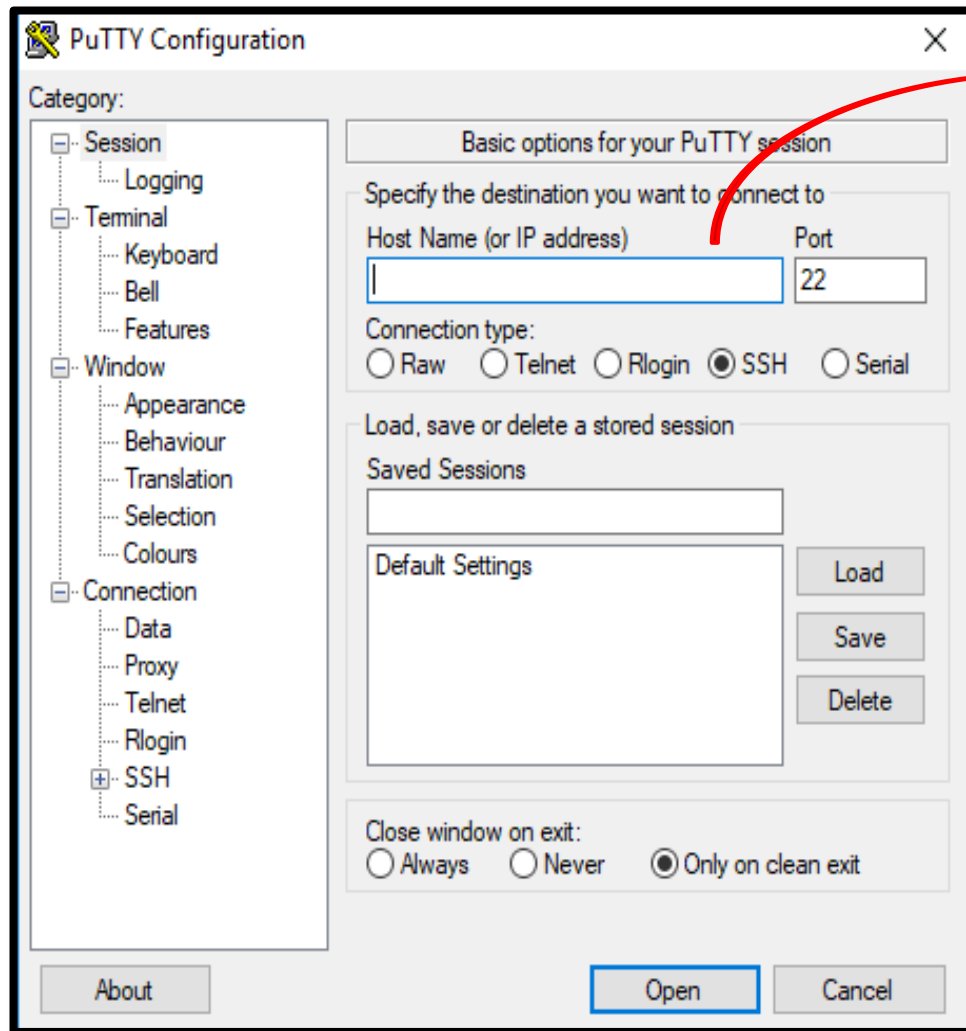 PuTTY Configuration
Category:
Session
Logging
Terminal
Keyboard
Bell
Features
Window
Appearance
Behaviour
Translation
Selection
Colours
Connection
Data
Proxy
Telnet
Rlogin
SSH
Serial
Basic options for your PuTTY session
Specify the destination you want to connect to
Host Name (or IP address) Port
22
Connection type:
Raw Telnet Rlogin SSH Serial
Load, save or delete a stored session
Saved Sessions
Default Settings
Load
Save
Delete
Close window on exit:
Always Never Only on clean exit
About Open Cancel